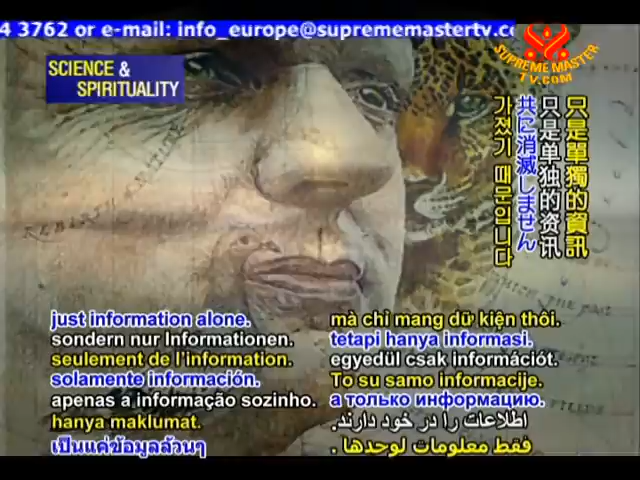 4 3762 or e-mail: info_europe@suprememastertv.c
SUPREME MASTER
TV.COM
SCIENCE &
SPIRITUALITY
只是單獨的資訊
只是单独的资讯
共に消滅しません
가졌기 때문입니다
just information alone.
sondern nur Informationen.
seulement de l'information.
solamente información.
apenas a informação sozinho.
hanya maklumat.
เป็นแค่ข้อมูลล้วนๆ
mà chỉ mang dữ kiện thôi.
tetapi hanya informasi.
egyedül csak információt.
To su samo informacije.
а только информацию.
اطلاعات را در خود دارند.
فقط معلومات لوحدها .